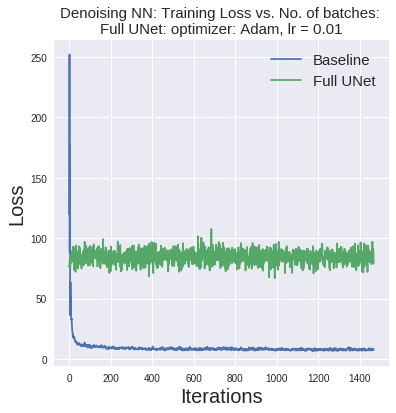 Denoising NN: Training Loss vs. No. of batches:
Full UNet: optimizer: Adam, lr = 0.01
Baseline
Full UNet
Loss
250
200
150
100
50
0
0 200 400 600 800 1000 1200 1400
Iterations